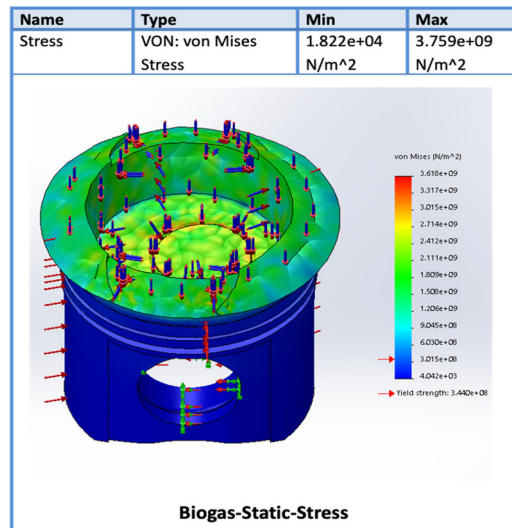 Name Type Min Max
Stress VON: von Mises 1.822e+04 3.759e+09
Stress N/m^2 N/m^2
von Mises (N/m^2)
3.618e+09
3.317e+09
3.015e+09
2.714e+09
2.412e+09
2.111e+09
1.809e+09
1.508e+09
1.206e+09
9.045e+08
6.030e+08
3.015e+08
4.042e+03
Yield strength: 3.440e+08
Biogas-Static-Stress